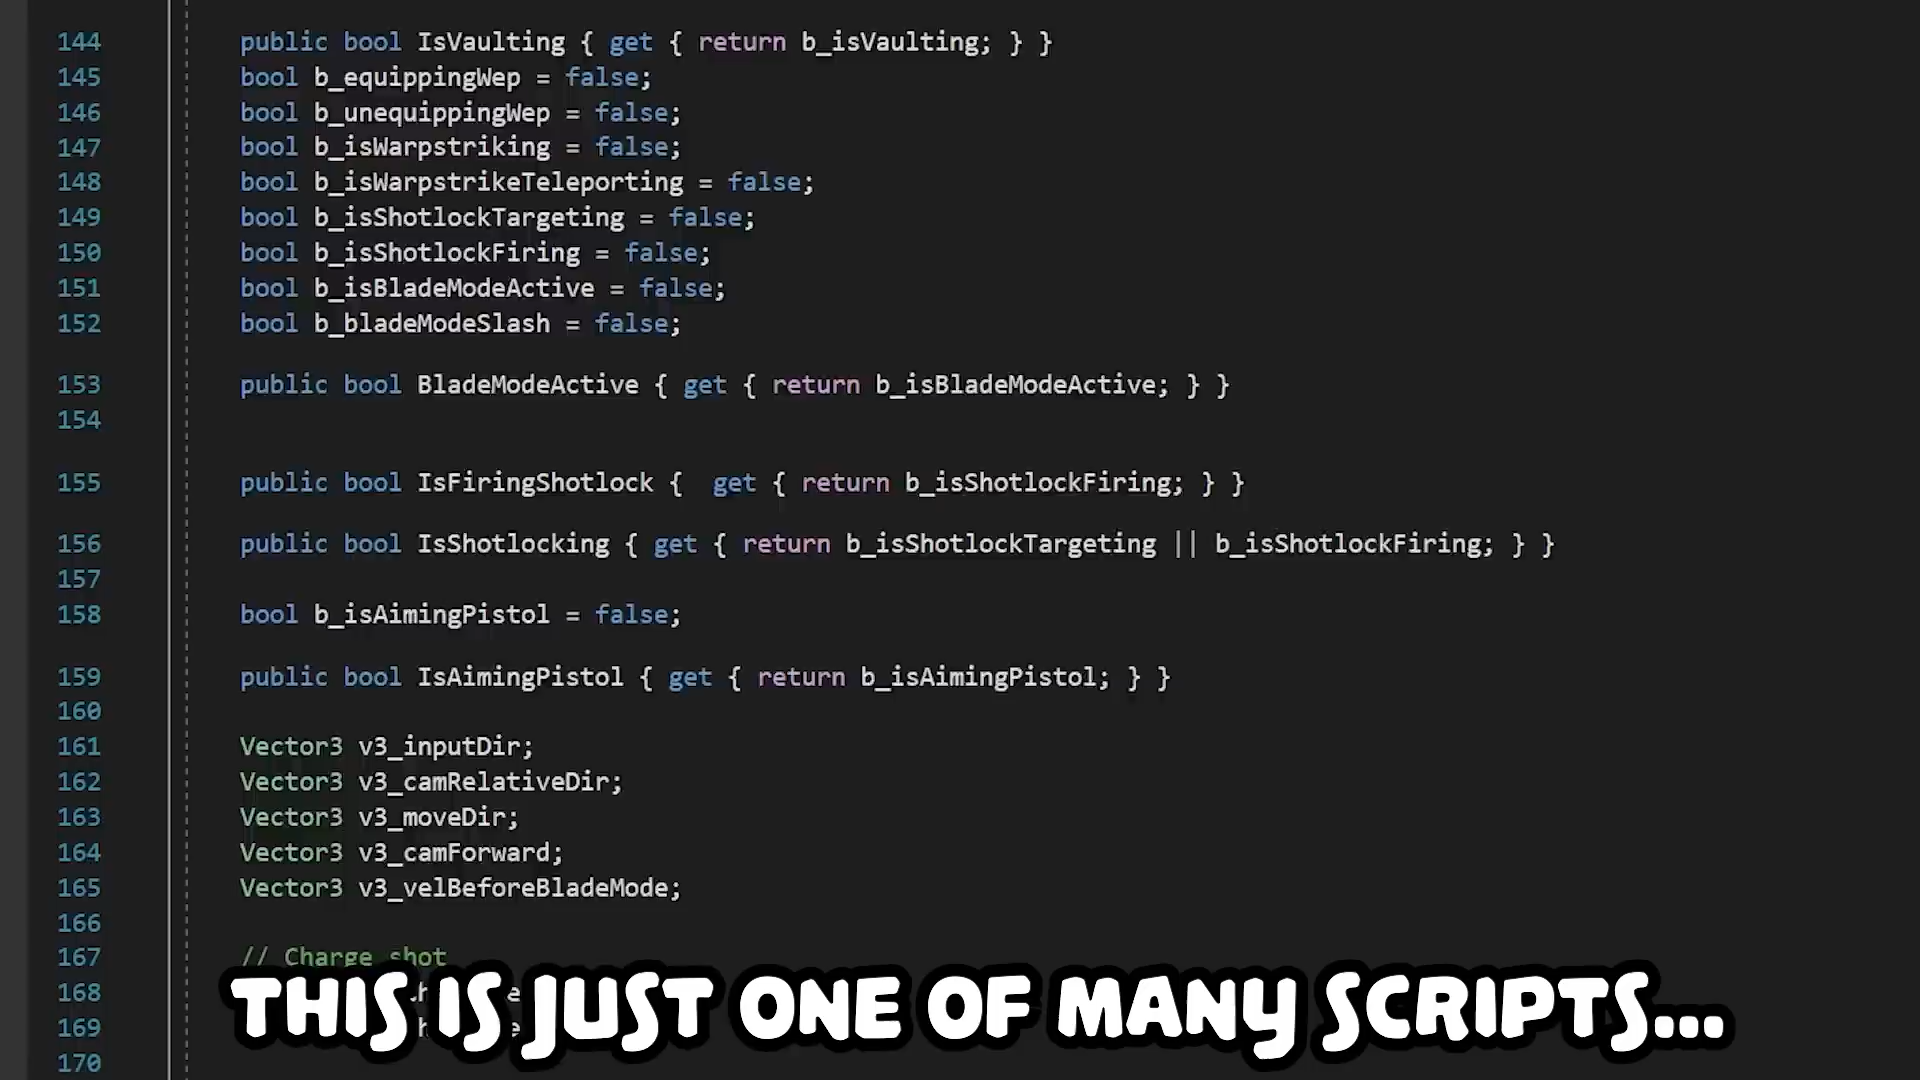 144 public bool IsVaulting { get { return b_isVaulting; } }
145 bool b_equippingWep = false;
146 bool b_unequippingWep = false;
147 bool b_isWarpstriking = false;
148 bool b_isWarpstrikeTeleporting = false;
149 bool b_isShotlockTargeting = false;
150 bool b_isShotlockFiring = false;
151 bool b_isBladeModeActive = false;
152 bool b_bladeModeSlash = false;
153 public bool BladeModeActive { get { return b_isBladeModeActive; } }
154
155 public bool IsFiringShotlock {  get { return b_isShotlockFiring; } }
156 public bool IsShotlocking { get { return b_isShotlockTargeting || b_isShotlockFiring; } }
157
158 bool b_isAimingPistol = false;
159 public bool IsAimingPistol { get { return b_isAimingPistol; } }
160
161 Vector3 v3_inputDir;
162 Vector3 v3_camRelativeDir;
163 Vector3 v3_moveDir;
164 Vector3 v3_camForward;
165 Vector3 v3_velBeforeBladeMode;
166
167 // Charge shot
168
169
170
THIS IS JUST ONE OF MANY SCRIPTS...